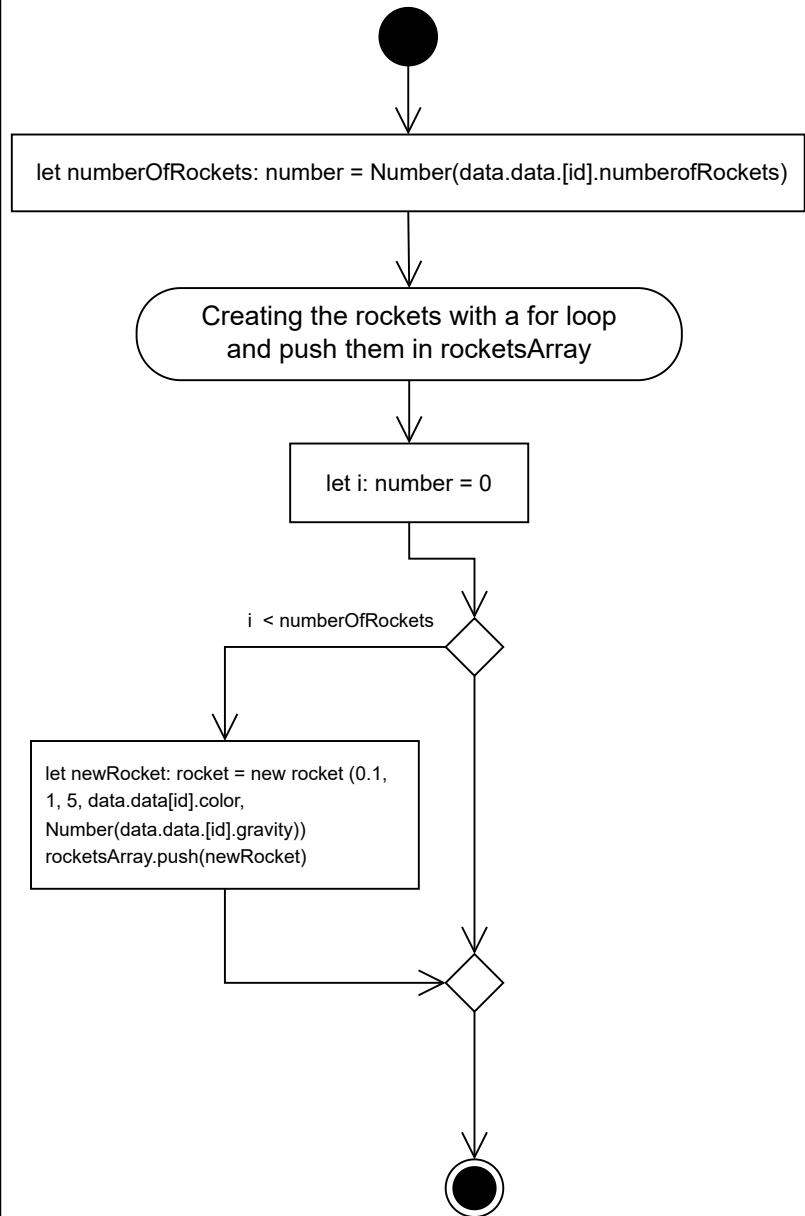 let numberOfRockets: number = Number(data.data.[id].numberofRockets)
Creating the rockets with a for loop
and push them in rocketsArray
let i: number = 0
i  < numberOfRockets
let newRocket: rocket = new rocket (0.1,
1, 5, data.data[id].color,
Number(data.data.[id].gravity))
rocketsArray.push(newRocket)